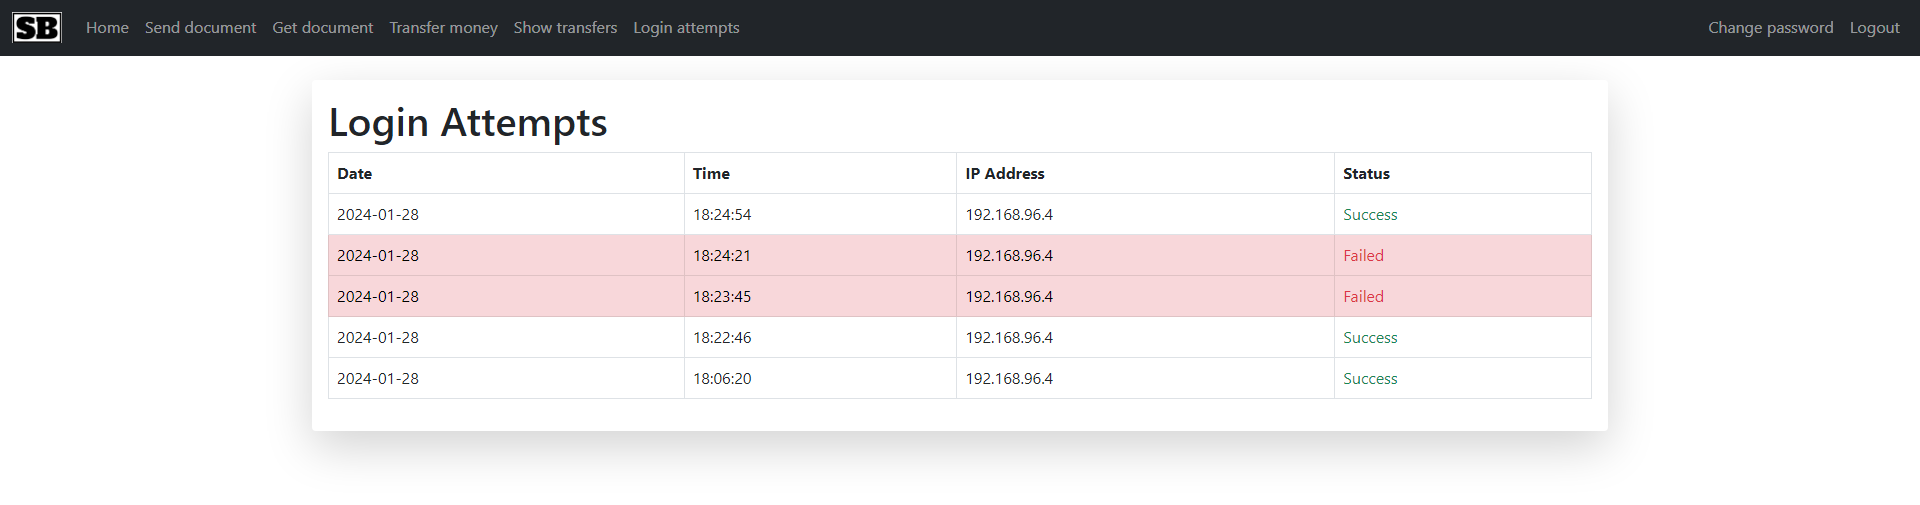 SB Home Send document Get document Transfer money Show transfers Login attempts Change password Logout
Login Attempts
Date Time IP Address Status
2024-01-28 18:24:54 192.168.96.4 Success
2024-01-28 18:24:21 192.168.96.4 Failed
2024-01-28 18:23:45 192.168.96.4 Failed
2024-01-28 18:22:46 192.168.96.4 Success
2024-01-28 18:06:20 192.168.96.4 Success